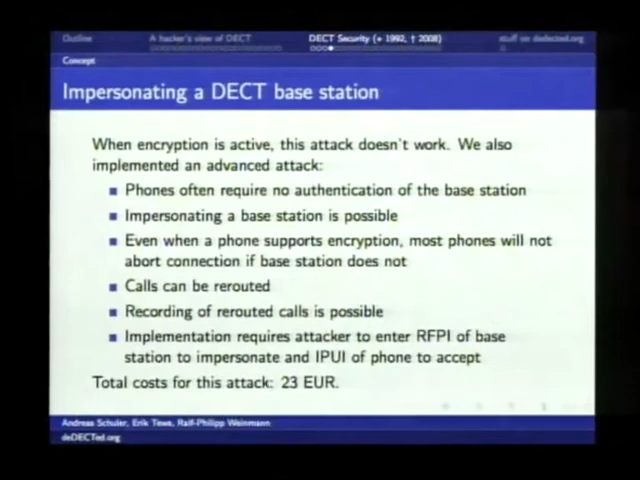 Outline
A hacker's view of DECT
DECT Security (* 1992, † 2008)
stuff on dedected.org
Concept
Impersonating a DECT base station
When encryption is active, this attack doesn't work. We also
implemented an advanced attack:
Phones often require no authentication of the base station
Impersonating a base station is possible
Even when a phone supports encryption, most phones will not
abort connection if base station does not
Calls can be rerouted
Recording of rerouted calls is possible
Implementation requires attacker to enter RFPI of base
station to impersonate and IPUI of phone to accept
Total costs for this attack: 23 EUR.
Andreas Schuler, Erik Tews, Ralf-Philipp Weinmann
deDECTed.org